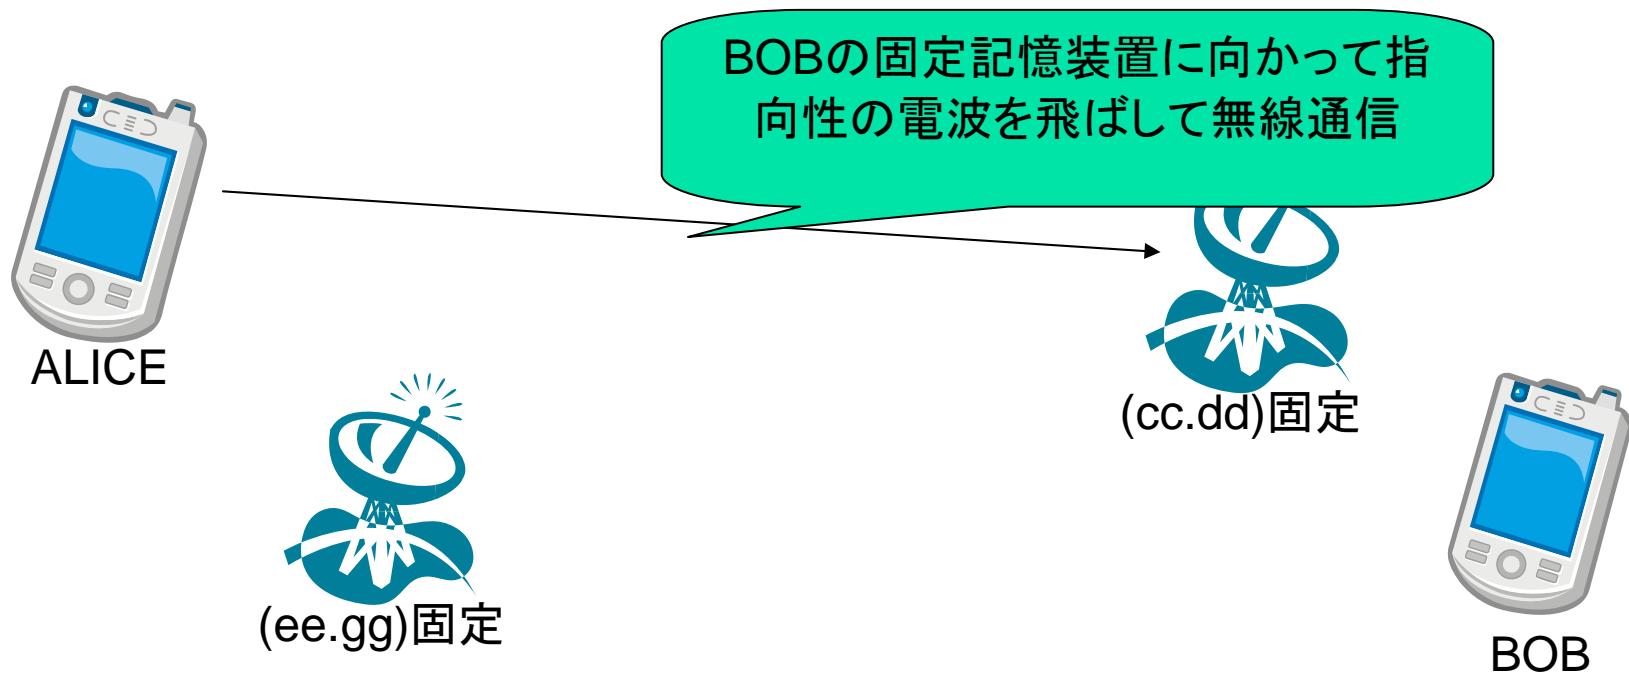 BOBの固定記憶装置に向かって指
向性の電波を飛ばして無線通信
ALICE
(cc.dd)固定
(ee.gg)固定
BOB